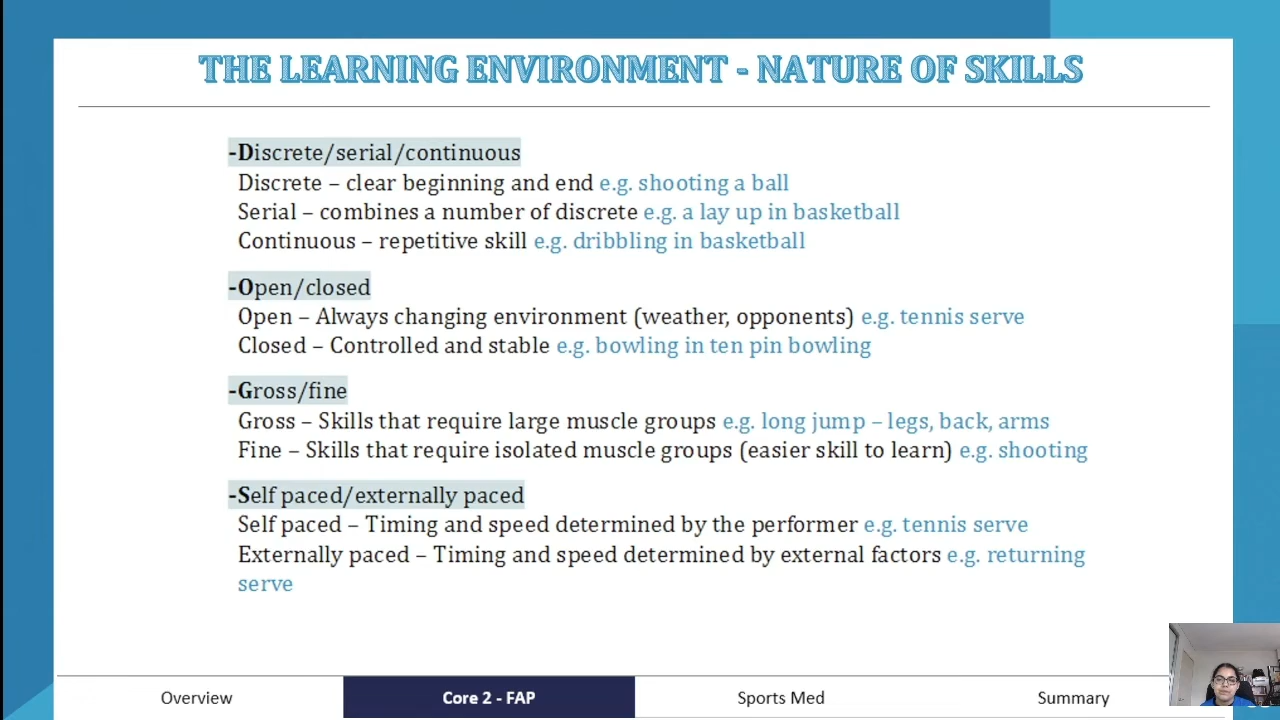 THE LEARNING ENVIRONMENT - NATURE OF SKILLS
-Discrete/serial/continuous
Discrete – clear beginning and end e.g. shooting a ball
Serial – combines a number of discrete e.g. a lay up in basketball
Continuous – repetitive skill e.g. dribbling in basketball
-Open/closed
Open – Always changing environment (weather, opponents) e.g. tennis serve
Closed – Controlled and stable e.g. bowling in ten pin bowling
-Gross/fine
Gross – Skills that require large muscle groups e.g. long jump – legs, back, arms
Fine – Skills that require isolated muscle groups (easier skill to learn) e.g. shooting
-Self paced/externally paced
Self paced – Timing and speed determined by the performer e.g. tennis serve
Externally paced – Timing and speed determined by external factors e.g. returning
serve
Overview Core 2 - FAP Sports Med Summary